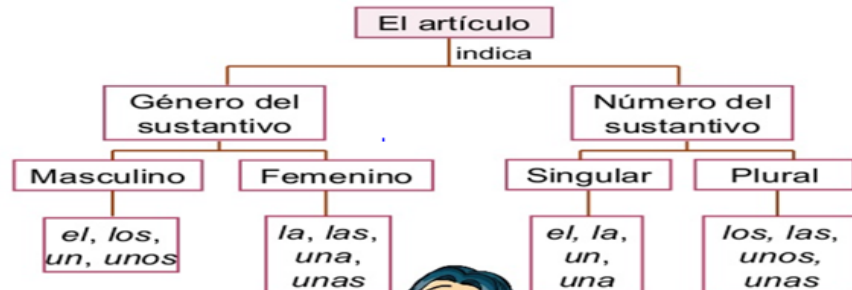 El artículo
indica
Género del
sustantivo
Número del
sustantivo
Masculino
Femenino
Singular
Plural
el, los,
un, unos
la, las,
una,
unas
el, la,
un,
una
los, las,
unos,
unas